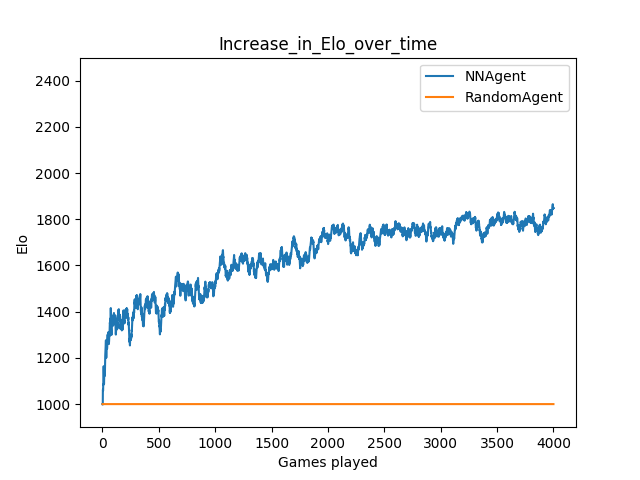 Increase_in_Elo_over_time
NNAgent
RandomAgent
2400
2200
2000
1800
1600
1400
1200
1000
Elo
0 500 1000 1500 2000 2500 3000 3500 4000
Games played